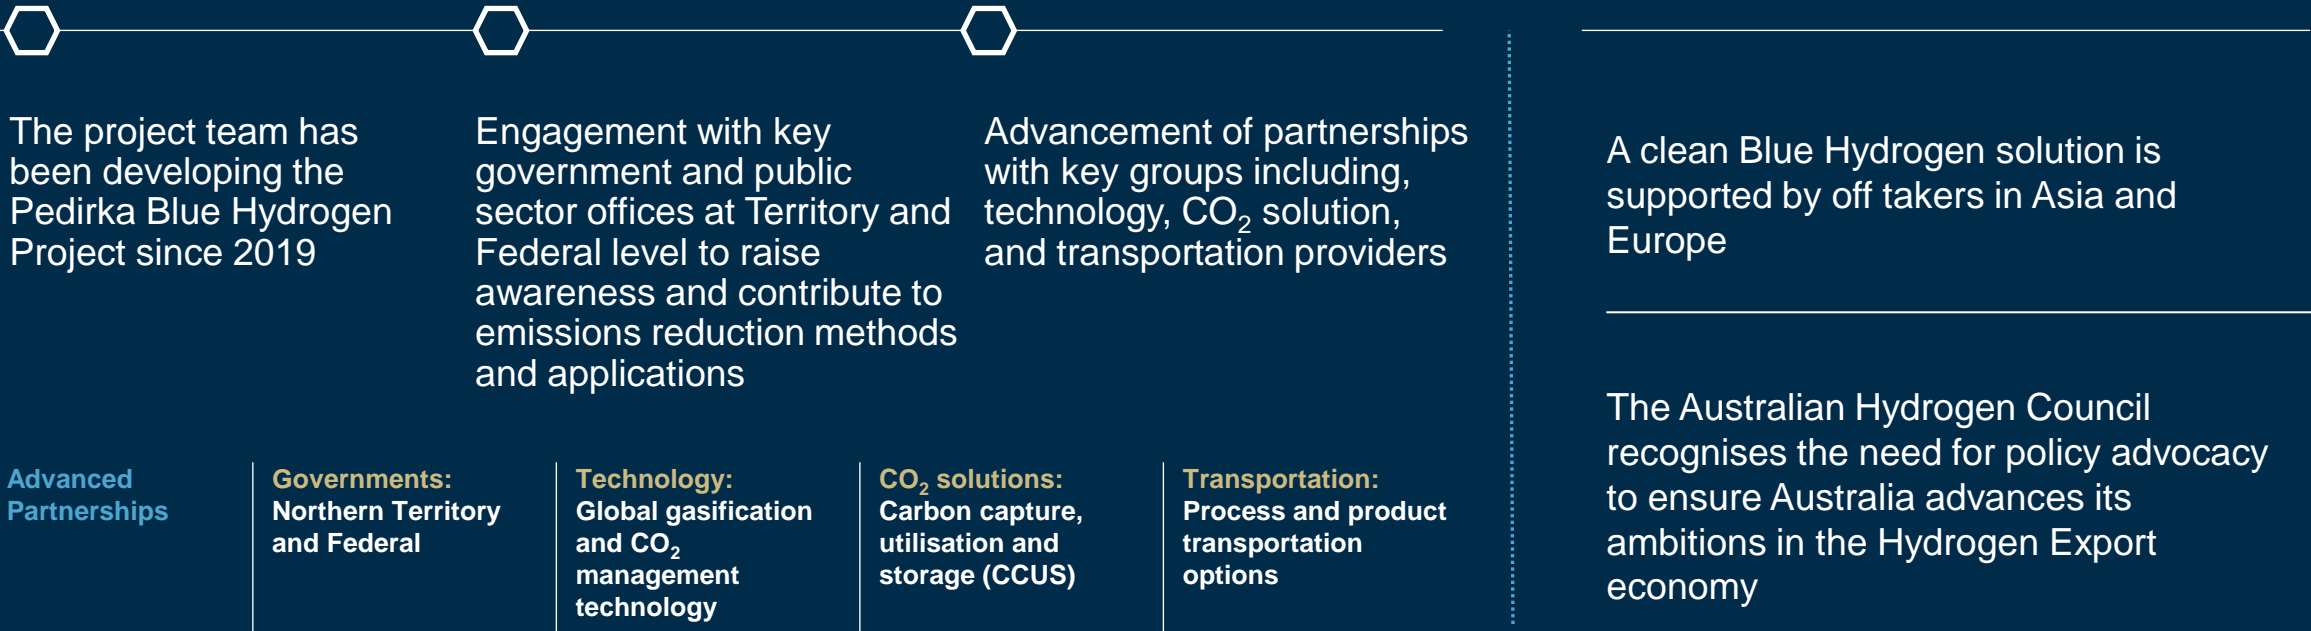 The project team has
been developing the
Pedirka Blue Hydrogen
Project since 2019
Engagement with key
government and public
sector offices at Territory and
Federal level to raise
awareness and contribute to
emissions reduction methods
and applications
Advancement of partnerships
with key groups including,
technology, CO₂ solution,
and transportation providers
Advanced
Partnerships
Governments:
Northern Territory
and Federal
Technology:
Global gasification
and CO₂
management
technology
CO₂ solutions:
Carbon capture,
utilisation and
storage (CCUS)
Transportation:
Process and product
transportation
options
A clean Blue Hydrogen solution is
supported by off takers in Asia and
Europe
The Australian Hydrogen Council
recognises the need for policy advocacy
to ensure Australia advances its
ambitions in the Hydrogen Export
economy